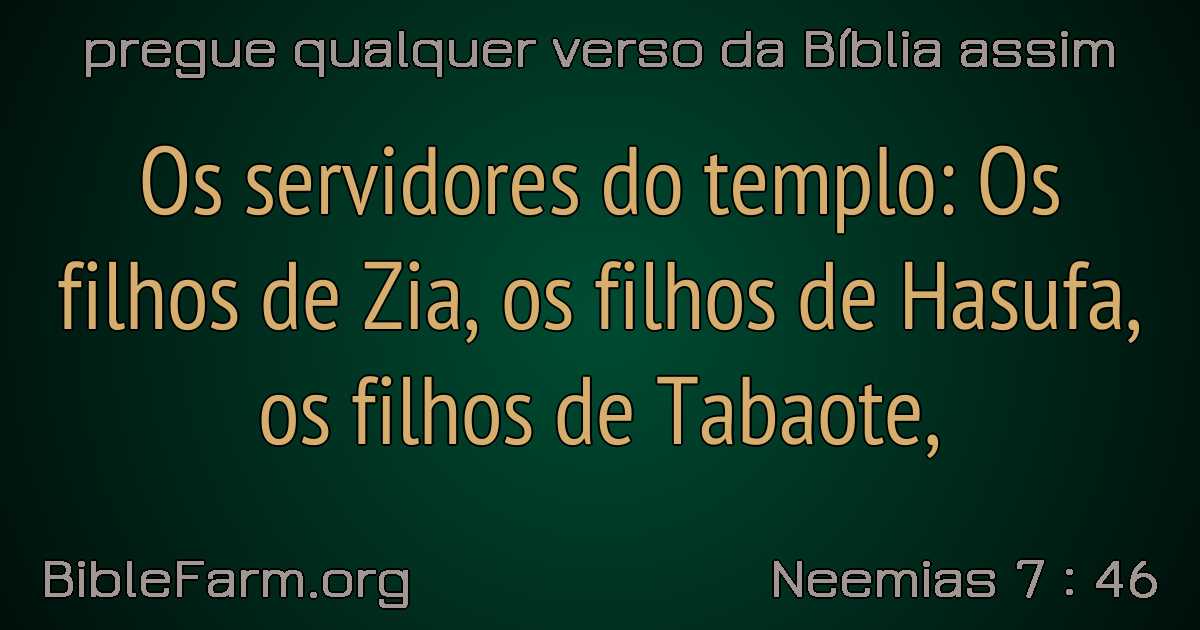 pregue qualquer verso da Bíblia assim
Os servidores do templo: Os
filhos de Zia, os filhos de Hasufa,
os filhos de Tabaote,
BibleFarm.org
Neemias 7 : 46